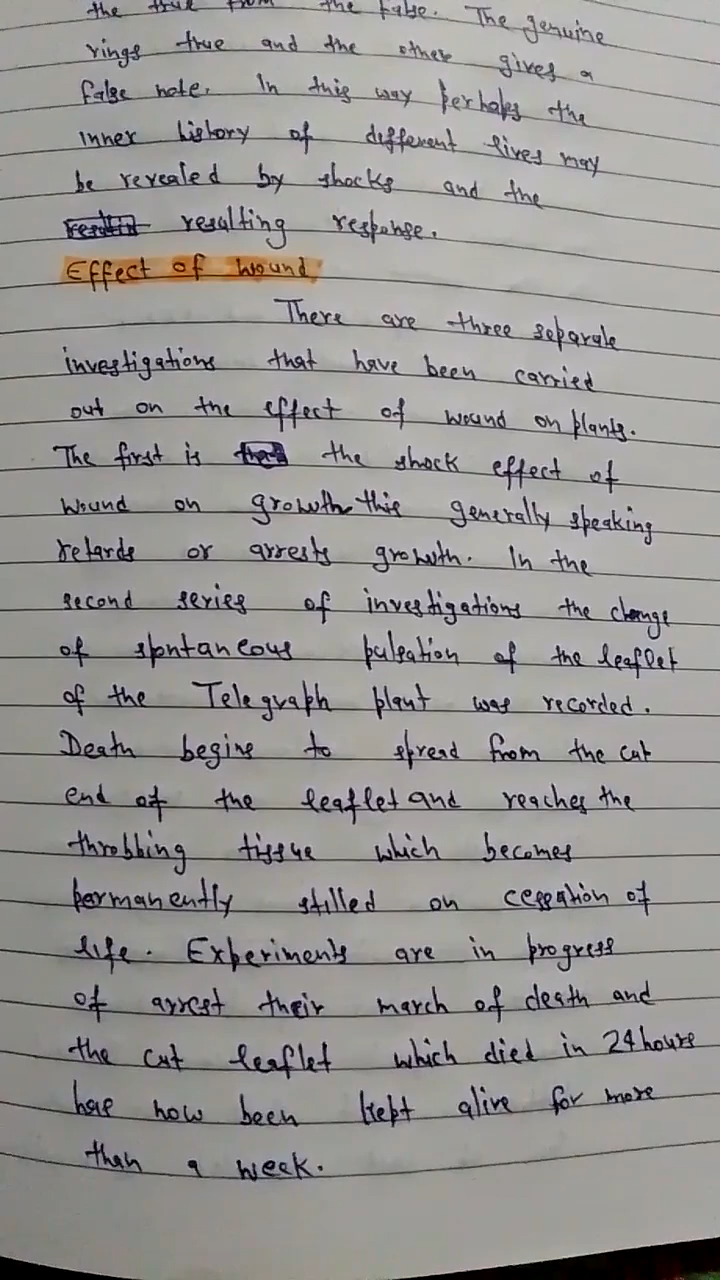 the true from the false. The genuine
rings true and the other gives a
false note. In this way perhaps the
inner history of different lives may
be revealed by shocks and the
resulting response.
Effect of wound
There are three separate
investigations that have been carried
out on the effect of wound on plants.
The first is the shock effect of
wound on growth this generally speaking
retards or arrests growth. In the
second series of investigations the change
of spontaneous pulsation of the leaflet
of the Telegraph plant was recorded.
Death begins to spread from the cut
end of the leaflet and reaches the
throbbing tissue which becomes
permanently stilled on cessation of
life. Experiments are in progress
of arrest their march of death and
the cut leaflet which died in 24 hours
has now been kept alive for more
than a week.